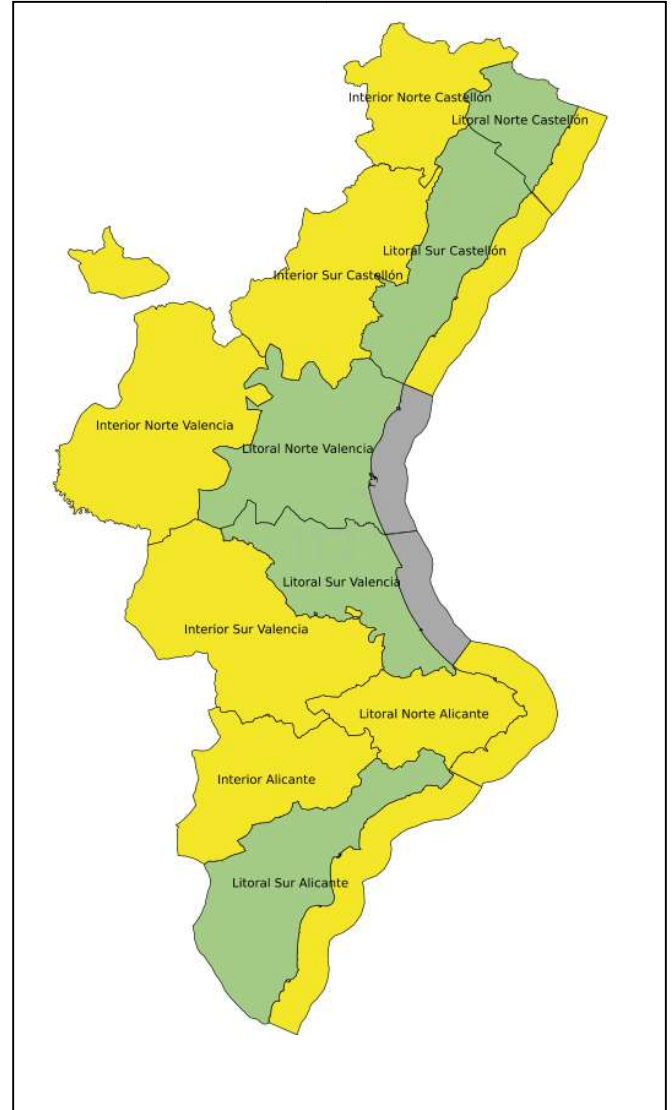 Interior Norte Castellón
Litoral Norte Castellón
Litoral Sur Castellón
Interior Sur Castellón
Interior Norte Valencia
Litoral Norte Valencia
Litoral Sur Valencia
Interior Sur Valencia
Litoral Norte Alicante
Interior Alicante
Litoral Sur Alicante